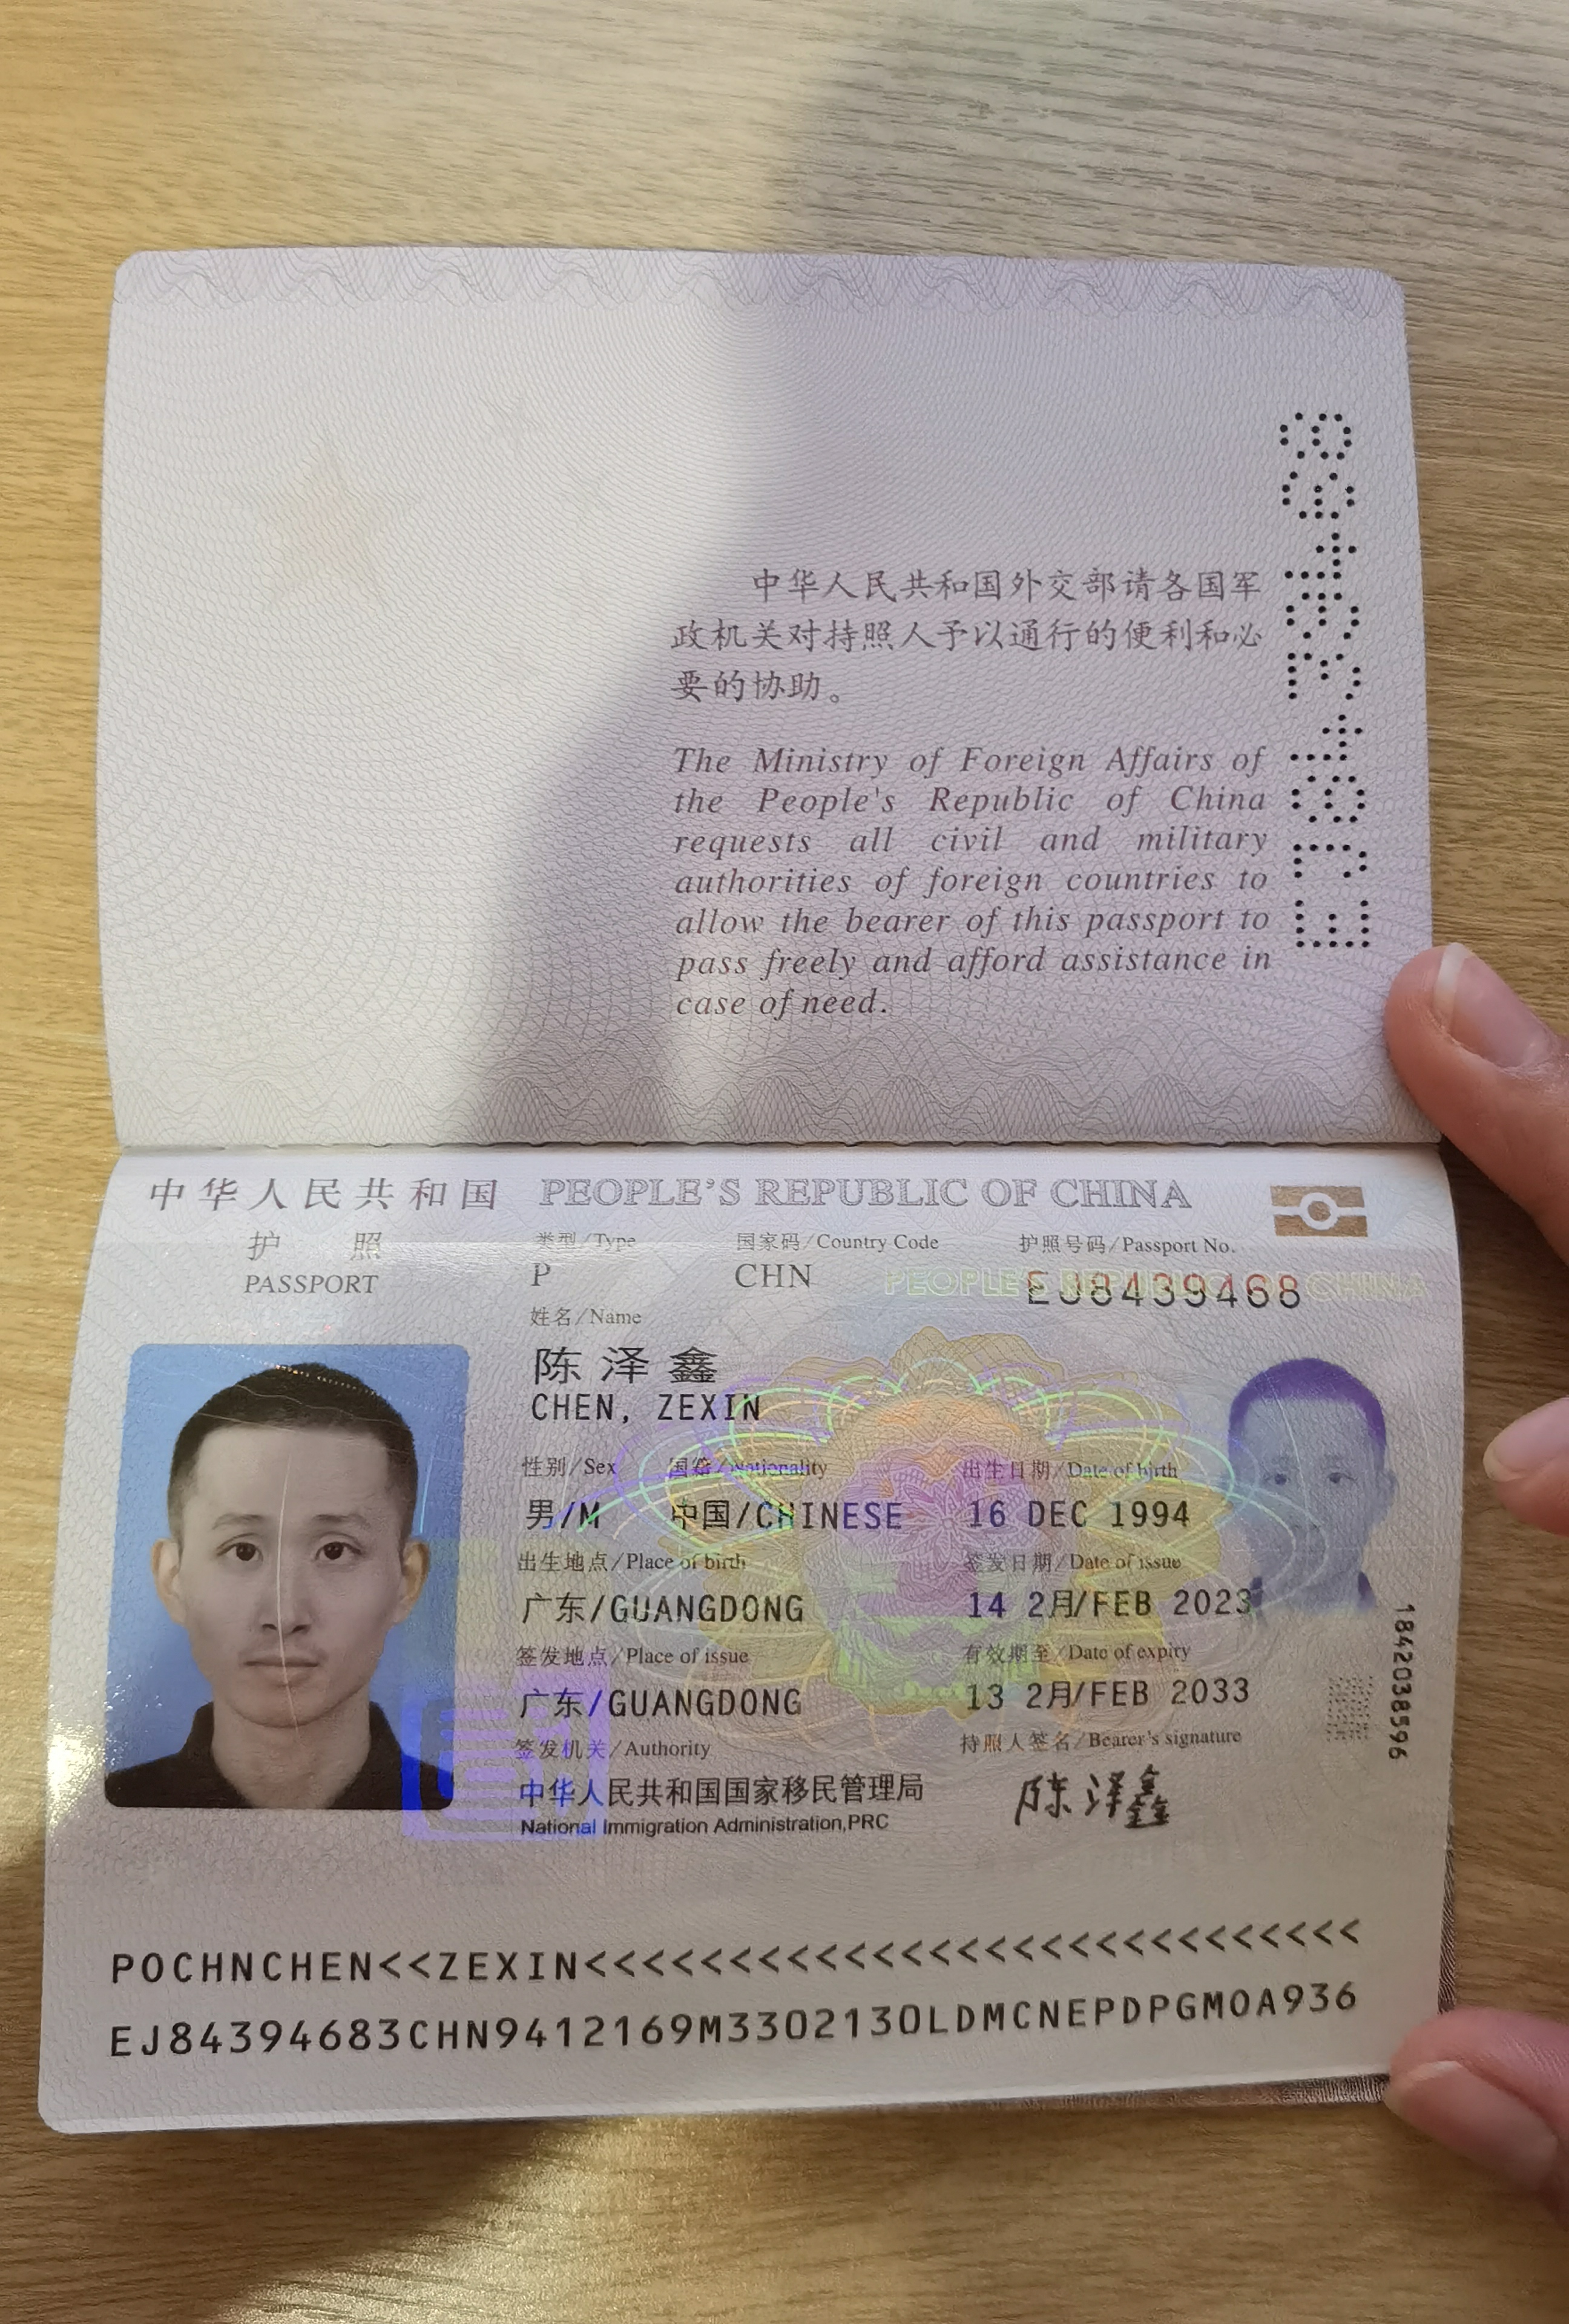 中华人民共和国外交部请各国军
政机关对持照人予以通行的便利和必
要的协助。
The Ministry of Foreign Affairs of
the People's Republic of China
requests all civil and military
authorities of foreign countries to
allow the bearer of this passport to
pass freely and afford assistance in
case of need.
EJ8439468
中华人民共和国 PEOPLE'S REPUBLIC OF CHINA
护照 类型/Type 国家码/Country Code 护照号码/Passport No.
PASSPORT P CHN EJ8439468
PEOPLE'S REPUBLIC OF CHINA
姓名/Name
陈泽鑫
CHEN, ZEXIN
性别/Sex 国籍/Nationality 出生日期/Date of birth
男/M 中国/CHINESE 16 DEC 1994
出生地点/Place of birth 签发日期/Date of issue
广东/GUANGDONG 14 2月/FEB 2023
签发地点/Place of issue 有效期至/Date of expiry
广东/GUANGDONG 13 2月/FEB 2033
签发机关/Authority 持照人签名/Bearer's signature
中华人民共和国国家移民管理局 陈泽鑫
National Immigration Administration,PRC
1842038596
POCHNCHEN<<ZEXIN<<<<<<<<<<<<<<<<<<<<<<<<<<<<
EJ84394683CHN9412169M3302130LDMCNEPDPGMOA936